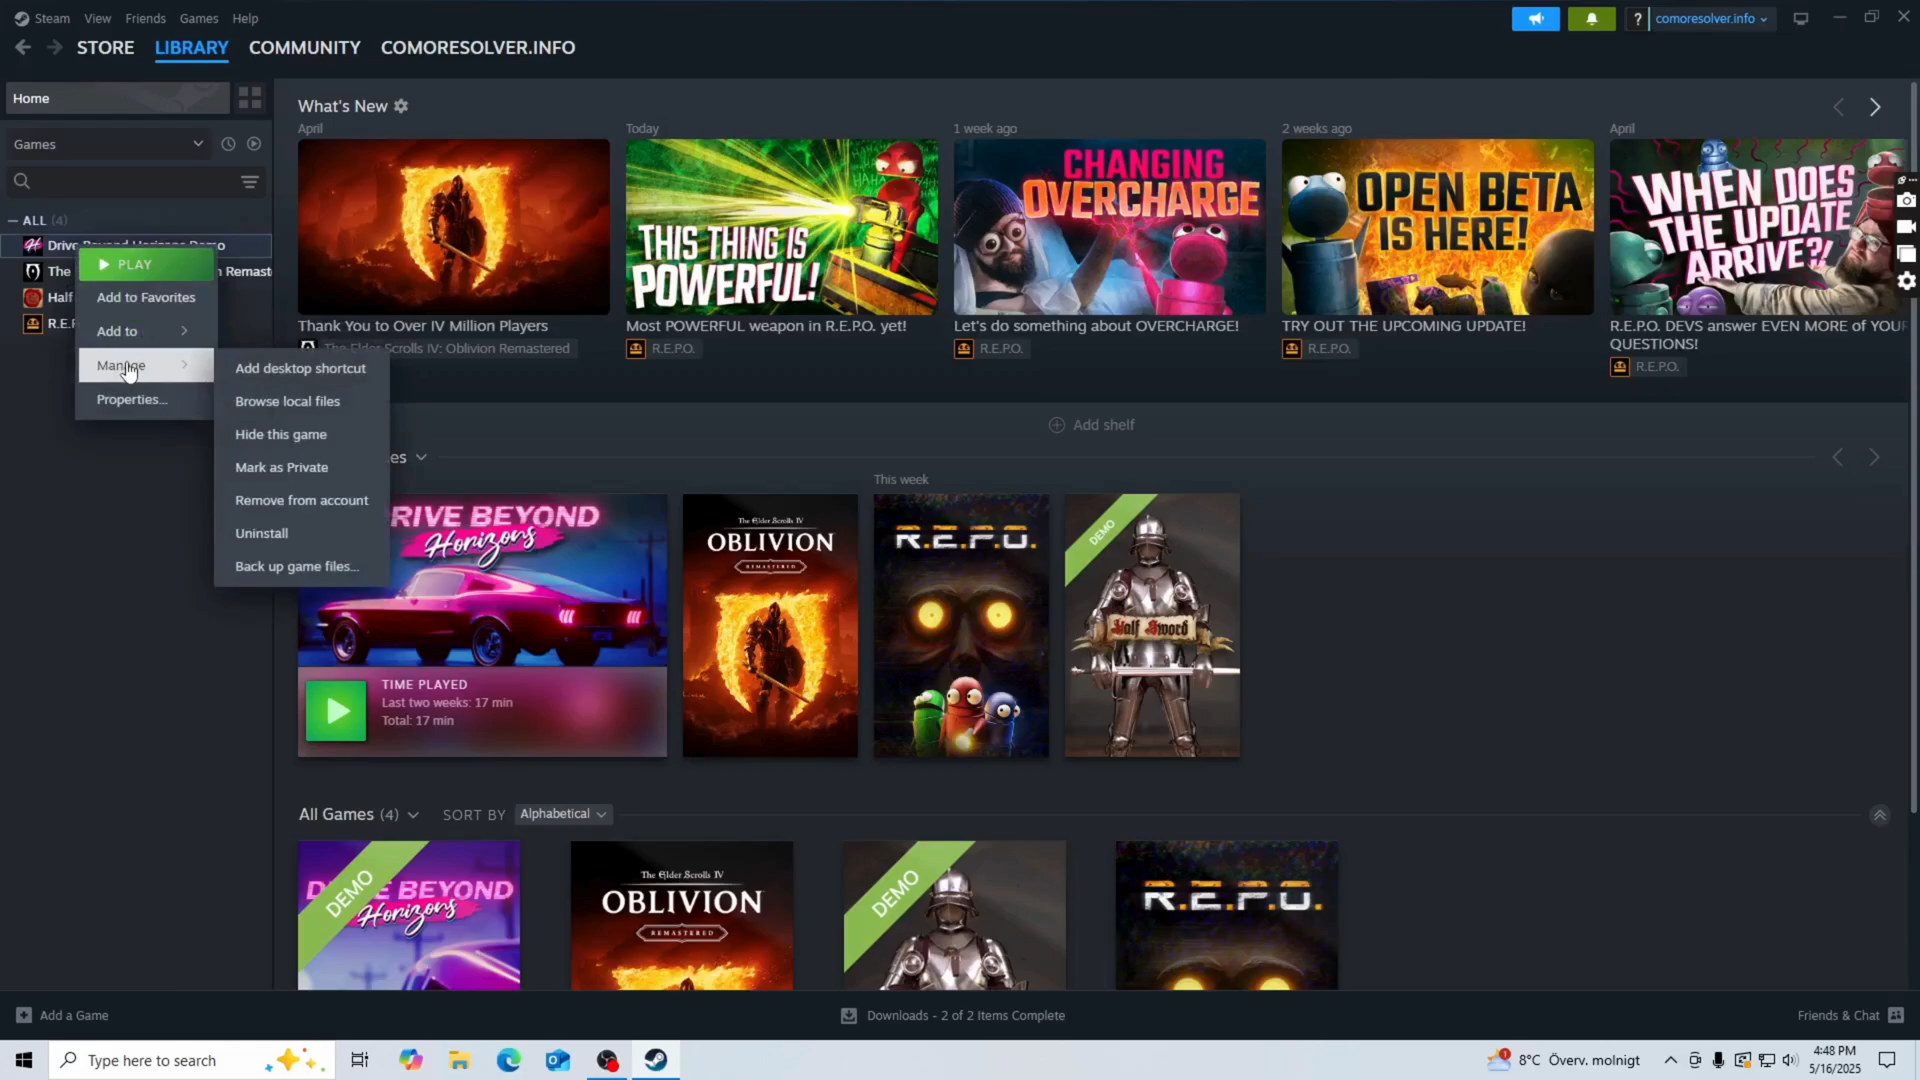 Steam View Friends Games Help
? comoresolver.info
STORE LIBRARY COMMUNITY COMORESOLVER.INFO
Home
Games
ALL (4)
Drive Beyond Horizons Demo
The n Remast
Half
R.E.P
PLAY
Add to Favorites
Add to
Manage
Properties...
Add desktop shortcut
Browse local files
Hide this game
Mark as Private
Remove from account
Uninstall
Back up game files...
What's New
April
Today
1 week ago
2 weeks ago
April
HAHA
THIS THING IS
POWERFUL!
CHANGING
OVERCHARGE
OPEN BETA
IS HERE!
WHEN DOES
THE UPDATE
ARRIVE?!
Thank You to Over IV Million Players
The Elder Scrolls IV: Oblivion Remastered
Most POWERFUL weapon in R.E.P.O. yet!
R.E.P.O.
Let's do something about OVERCHARGE!
R.E.P.O.
TRY OUT THE UPCOMING UPDATE!
R.E.P.O.
R.E.P.O. DEVS answer EVEN MORE of YOUR
QUESTIONS!
R.E.P.O.
Add shelf
es
This week
RIVE BEYOND
Horizons
TIME PLAYED
Last two weeks: 17 min
Total: 17 min
The Elder Scrolls IV
OBLIVION
REMASTERED
R.E.P.O.
DEMO
Half Sword
All Games (4) SORT BY Alphabetical
DEMO
DRIVE BEYOND
Horizons
The Elder Scrolls IV
OBLIVION
REMASTERED
DEMO
R.E.P.O.
Add a Game
Downloads - 2 of 2 Items Complete
Friends & Chat
Type here to search
1
8°C Överv. molnigt
4:48 PM
5/16/2025